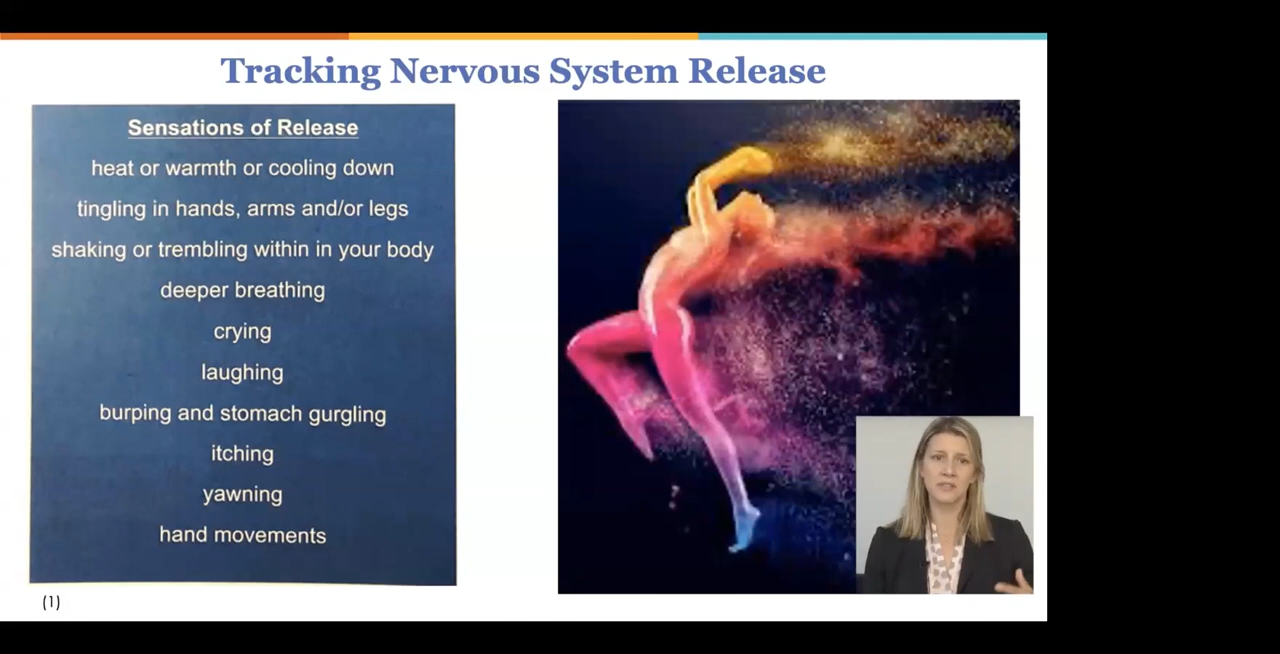 Tracking Nervous System Release
Sensations of Release
heat or warmth or cooling down
tingling in hands, arms and/or legs
shaking or trembling within in your body
deeper breathing
crying
laughing
burping and stomach gurgling
itching
yawning
hand movements
(1)